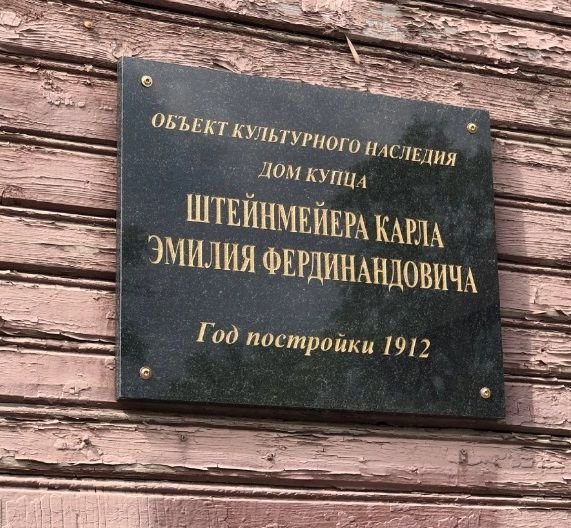 ОБЪЕКТ КУЛЬТУРНОГО НАСЛЕДИЯ
ДОМ КУПЦА
ШТЕЙНМЕЙЕРА КАРЛА
ЭМИЛИЯ ФЕРДИНАНДОВИЧА
Год постройки 1912